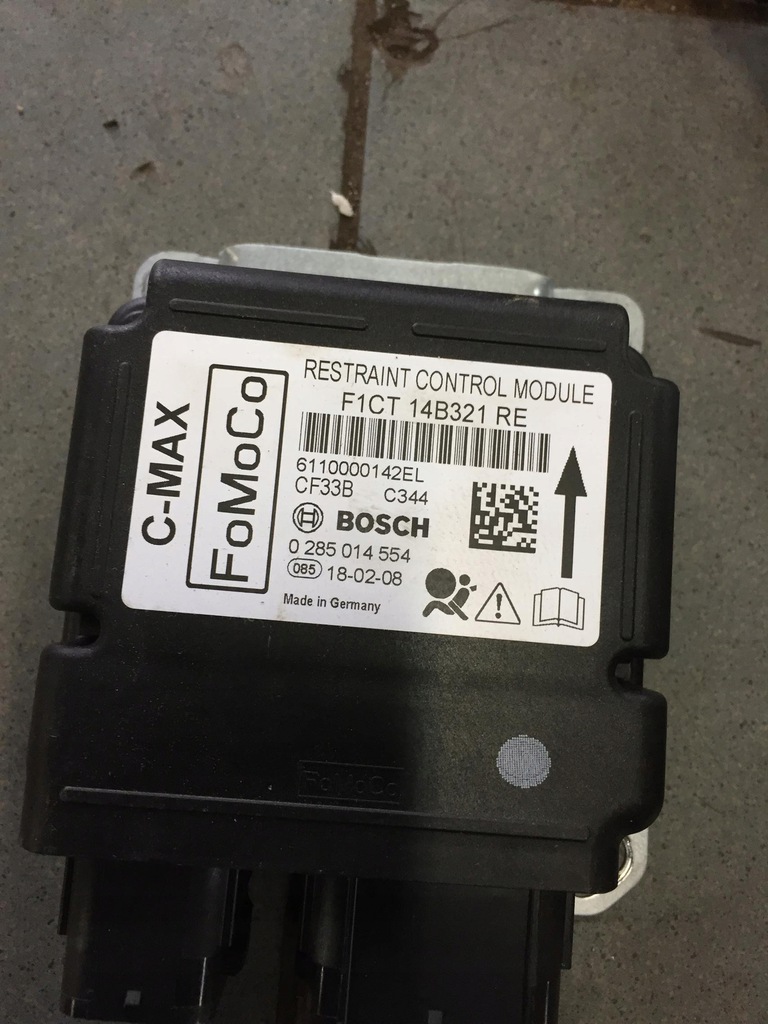 C-MAX
FoMoCo
RESTRAINT CONTROL MODULE
F1CT 14B321 RE
6110000142EL
CF33B C344
BOSCH
0 285 014 554
085 18-02-08
Made in Germany
FoMoCo